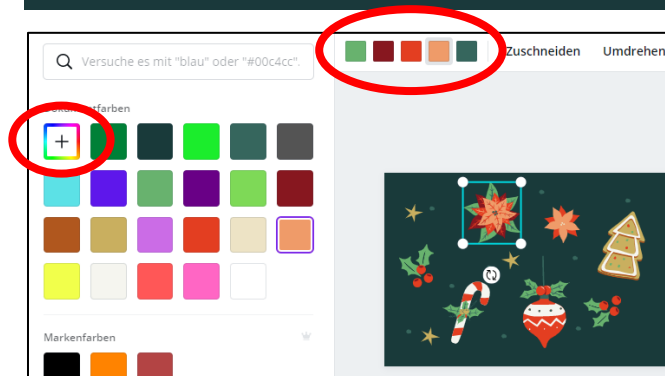 Versuche es mit "blau" oder "#00c4cc".
Zuschneiden Umdrehen
Markenfarben